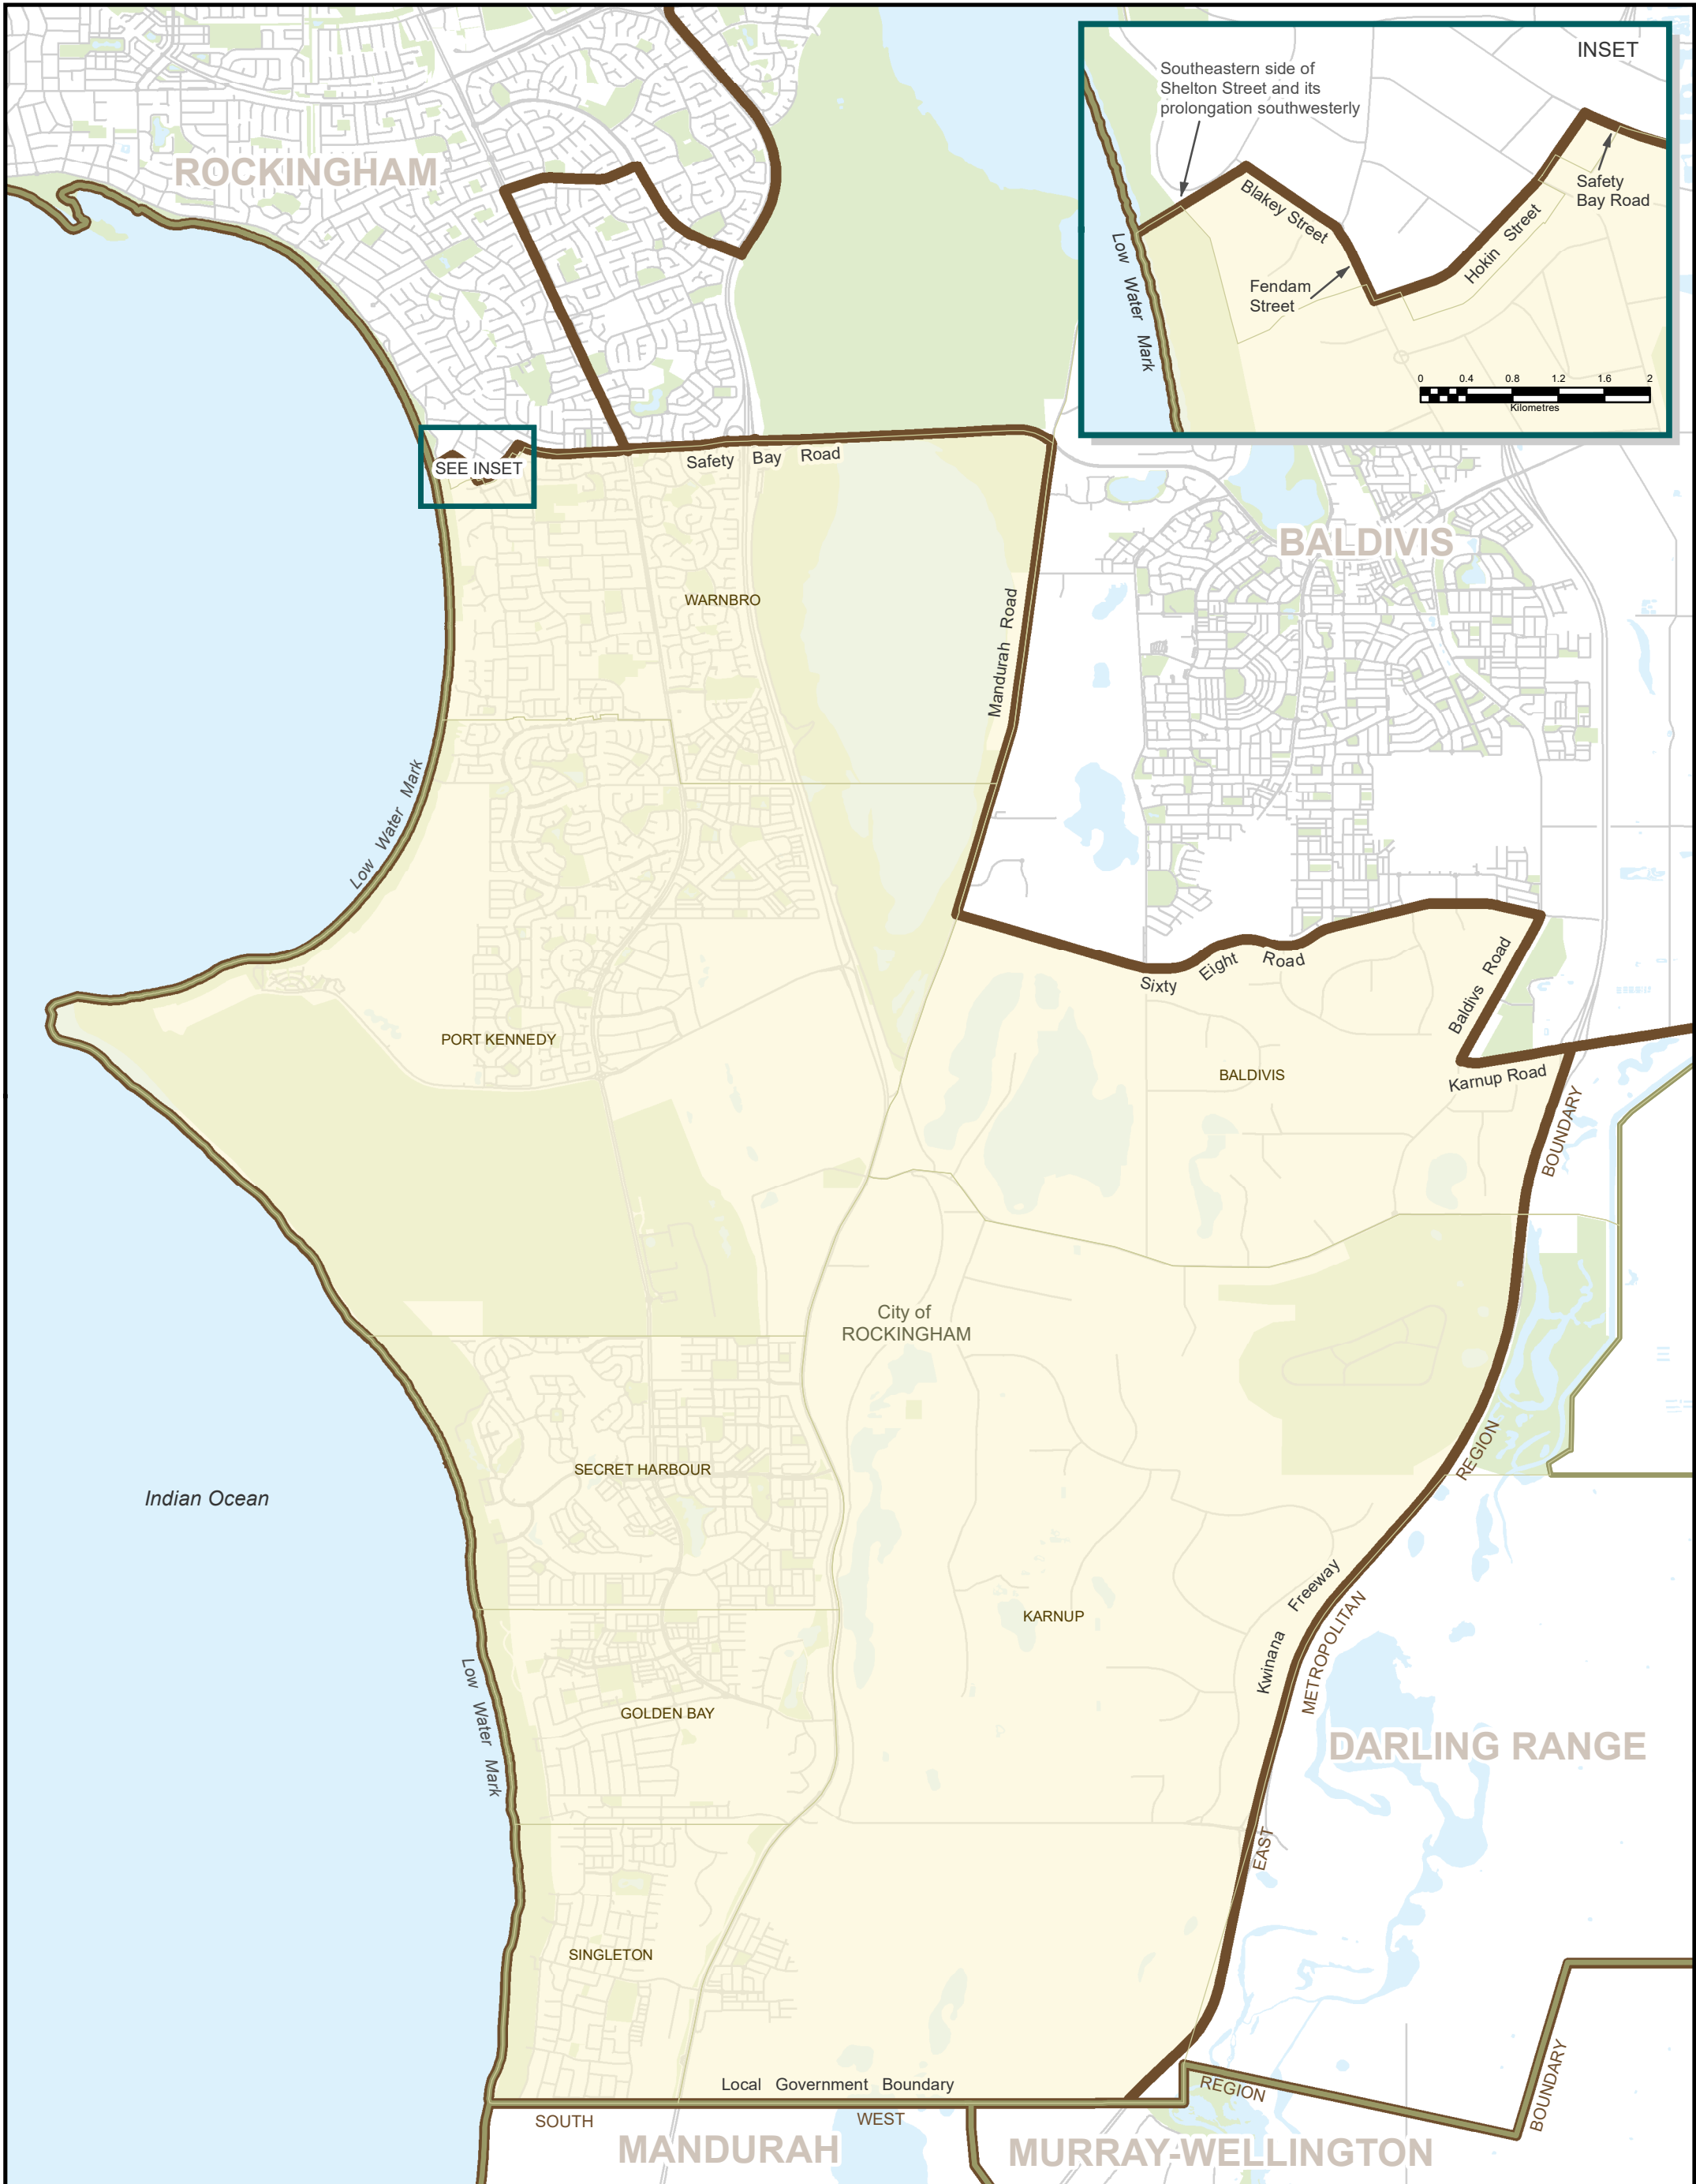 INSET
Southeastern side of
Shelton Street and its
prolongation southwesterly
Blakey Street
Fendam
Street
Hokin Street
Safety
Bay Road
Low Water Mark
0 0.4 0.8 1.2 1.6 2
Kilometres
ROCKINGHAM
SEE INSET
Safety Bay Road
BALDIVIS
WARNBRO
Mandurah Road
Low Water Mark
Sixty Eight Road
Baldivs Road
Karnup Road
PORT KENNEDY
BALDIVIS
BOUNDARY
City of
ROCKINGHAM
REGION
SECRET HARBOUR
Indian Ocean
KARNUP
Kwinana Freeway
METROPOLITAN
Low Water Mark
GOLDEN BAY
DARLING RANGE
EAST
SINGLETON
Local Government Boundary
REGION
BOUNDARY
SOUTH
WEST
MANDURAH
MURRAY-WELLINGTON